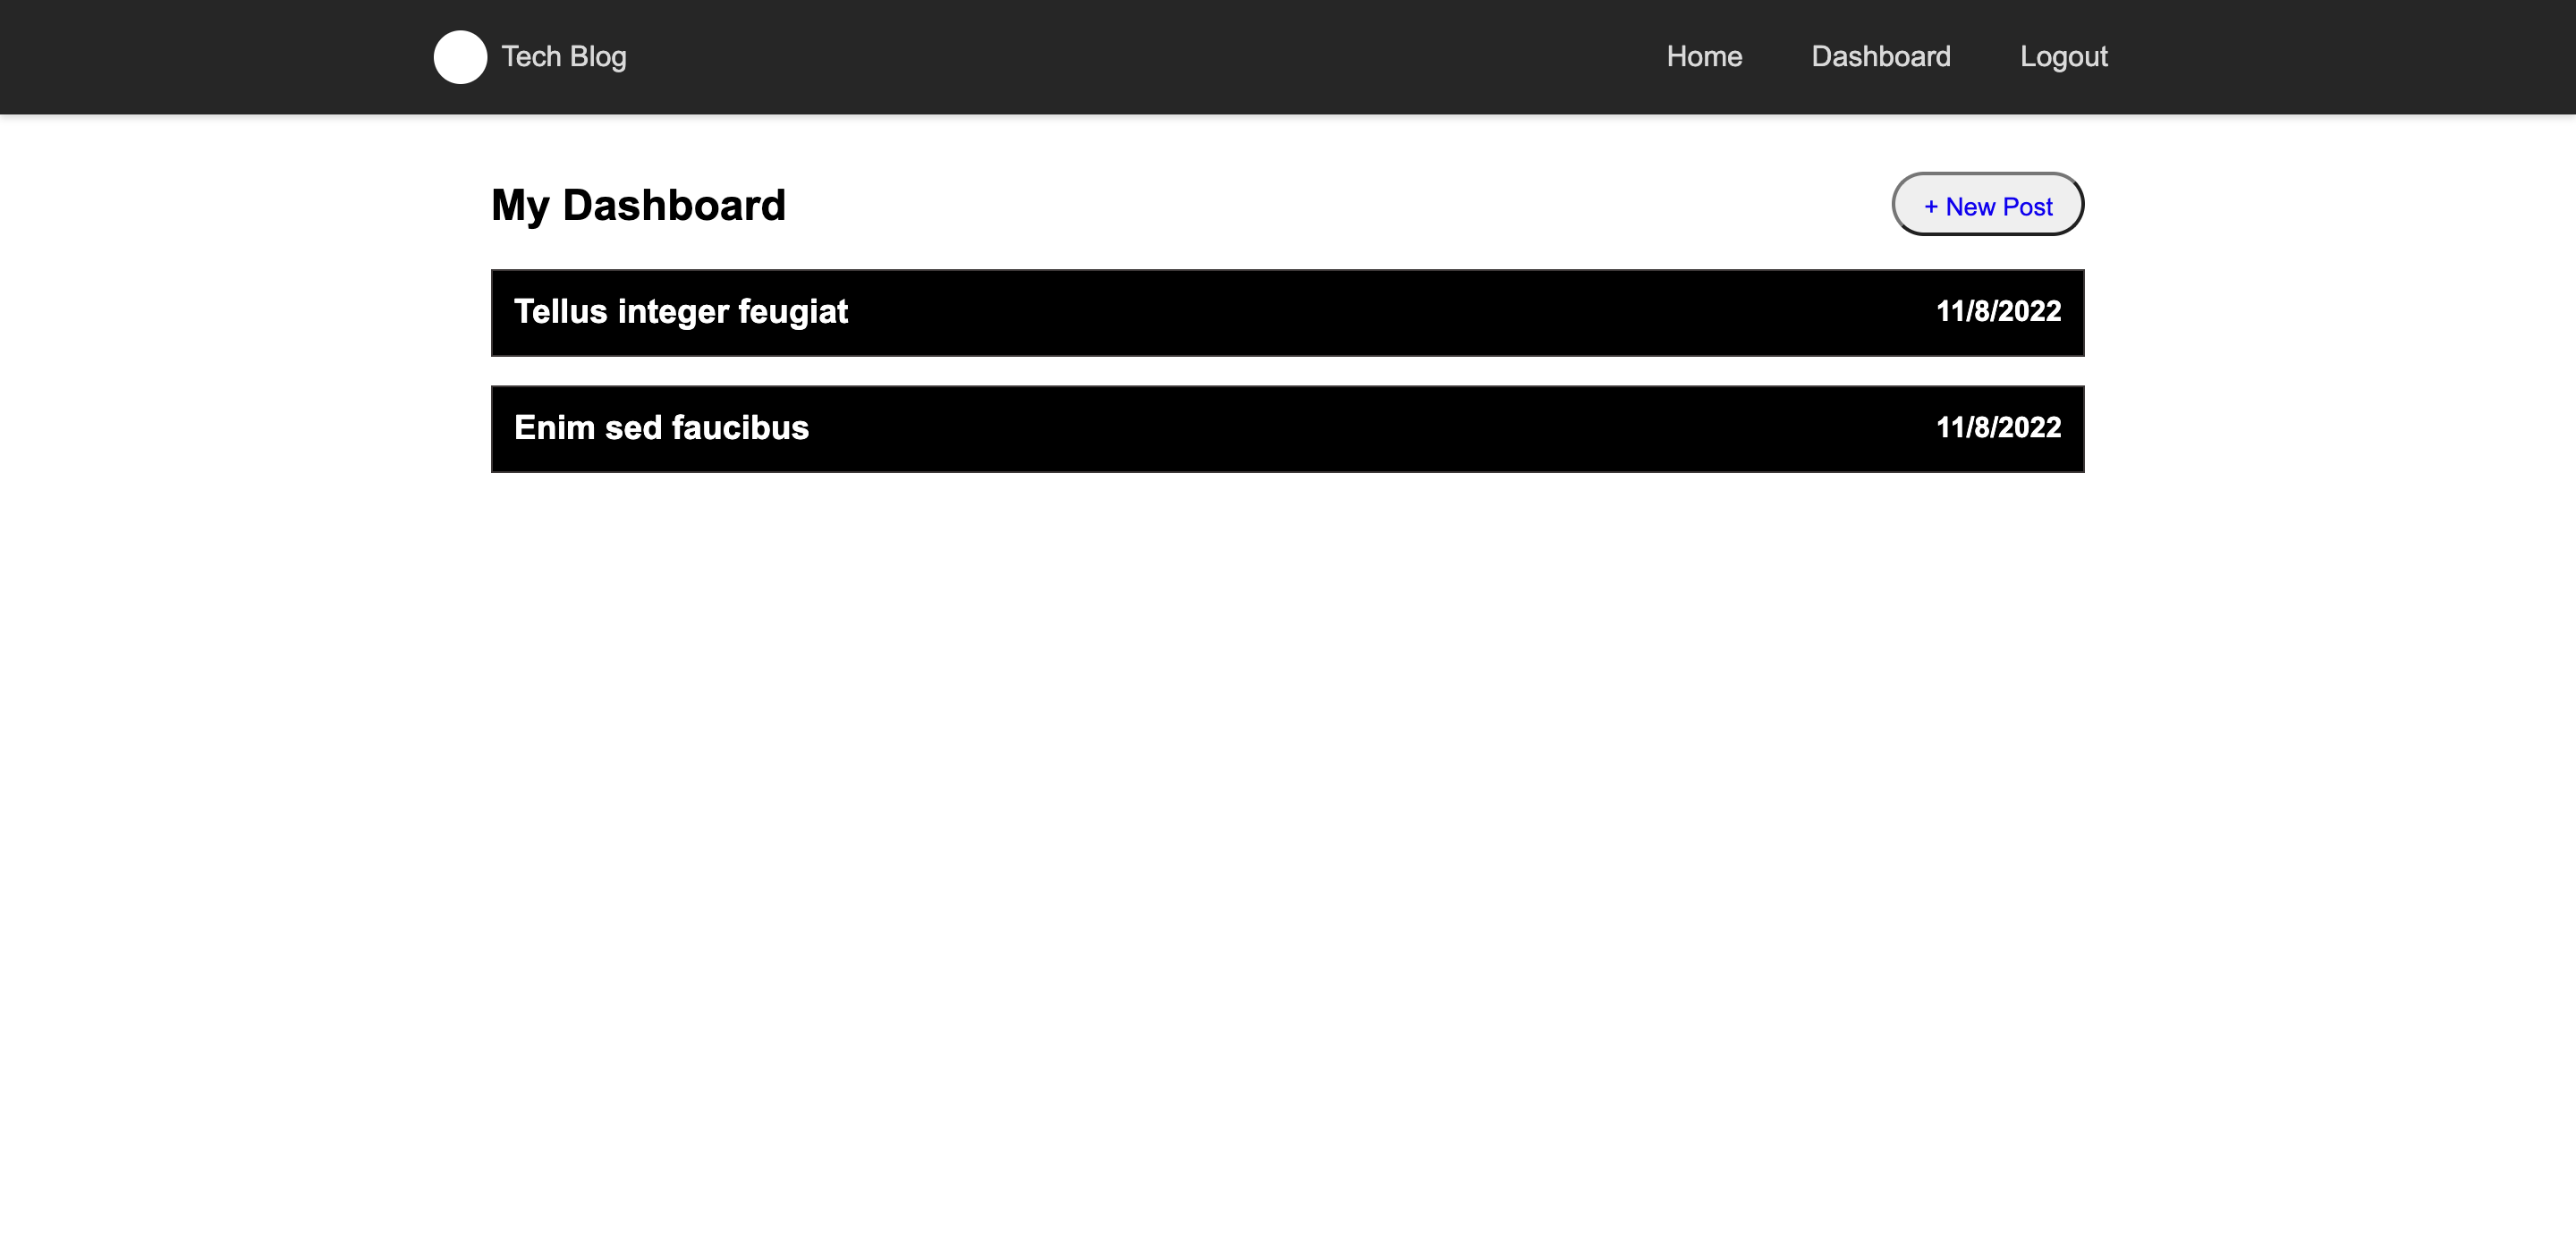 Tech Blog Home Dashboard Logout
My Dashboard + New Post
Tellus integer feugiat 11/8/2022
Enim sed faucibus 11/8/2022